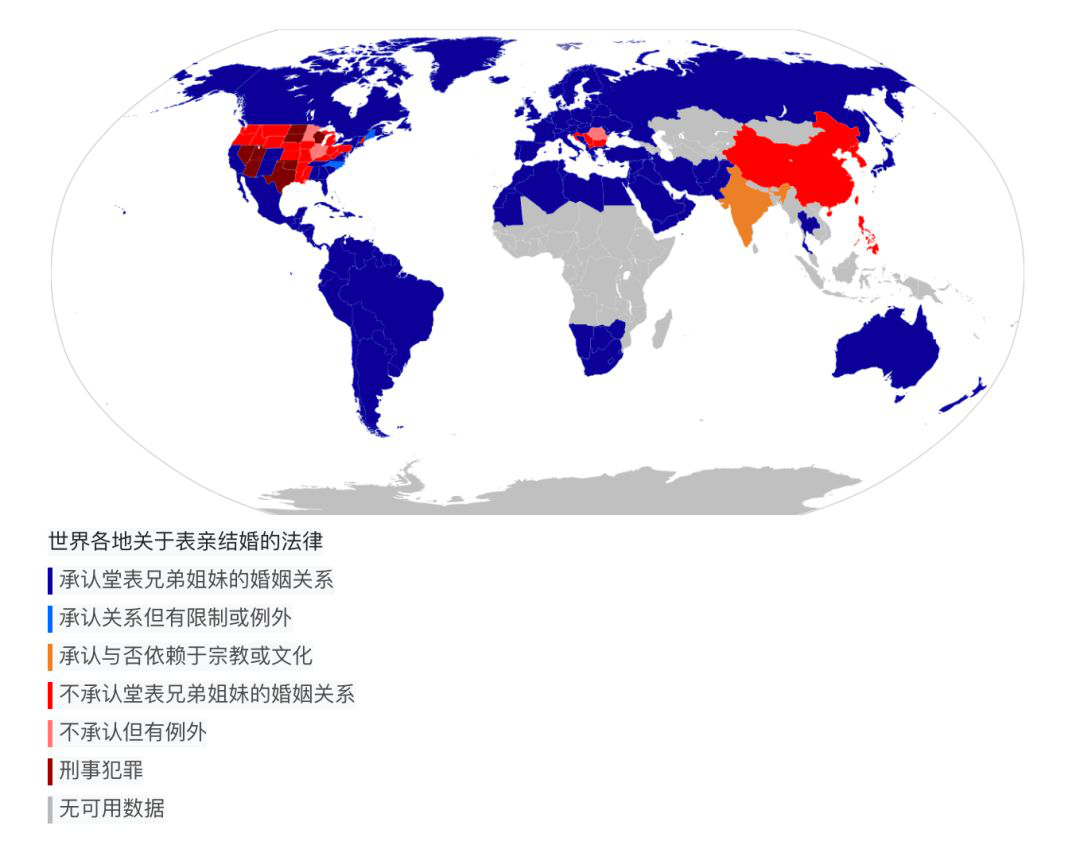 世界各地关于表亲结婚的法律
承认堂表兄弟姐妹的婚姻关系
承认关系但有限制或例外
承认与否依赖于宗教或文化
不承认堂表兄弟姐妹的婚姻关系
不承认但有例外
刑事犯罪
无可用数据